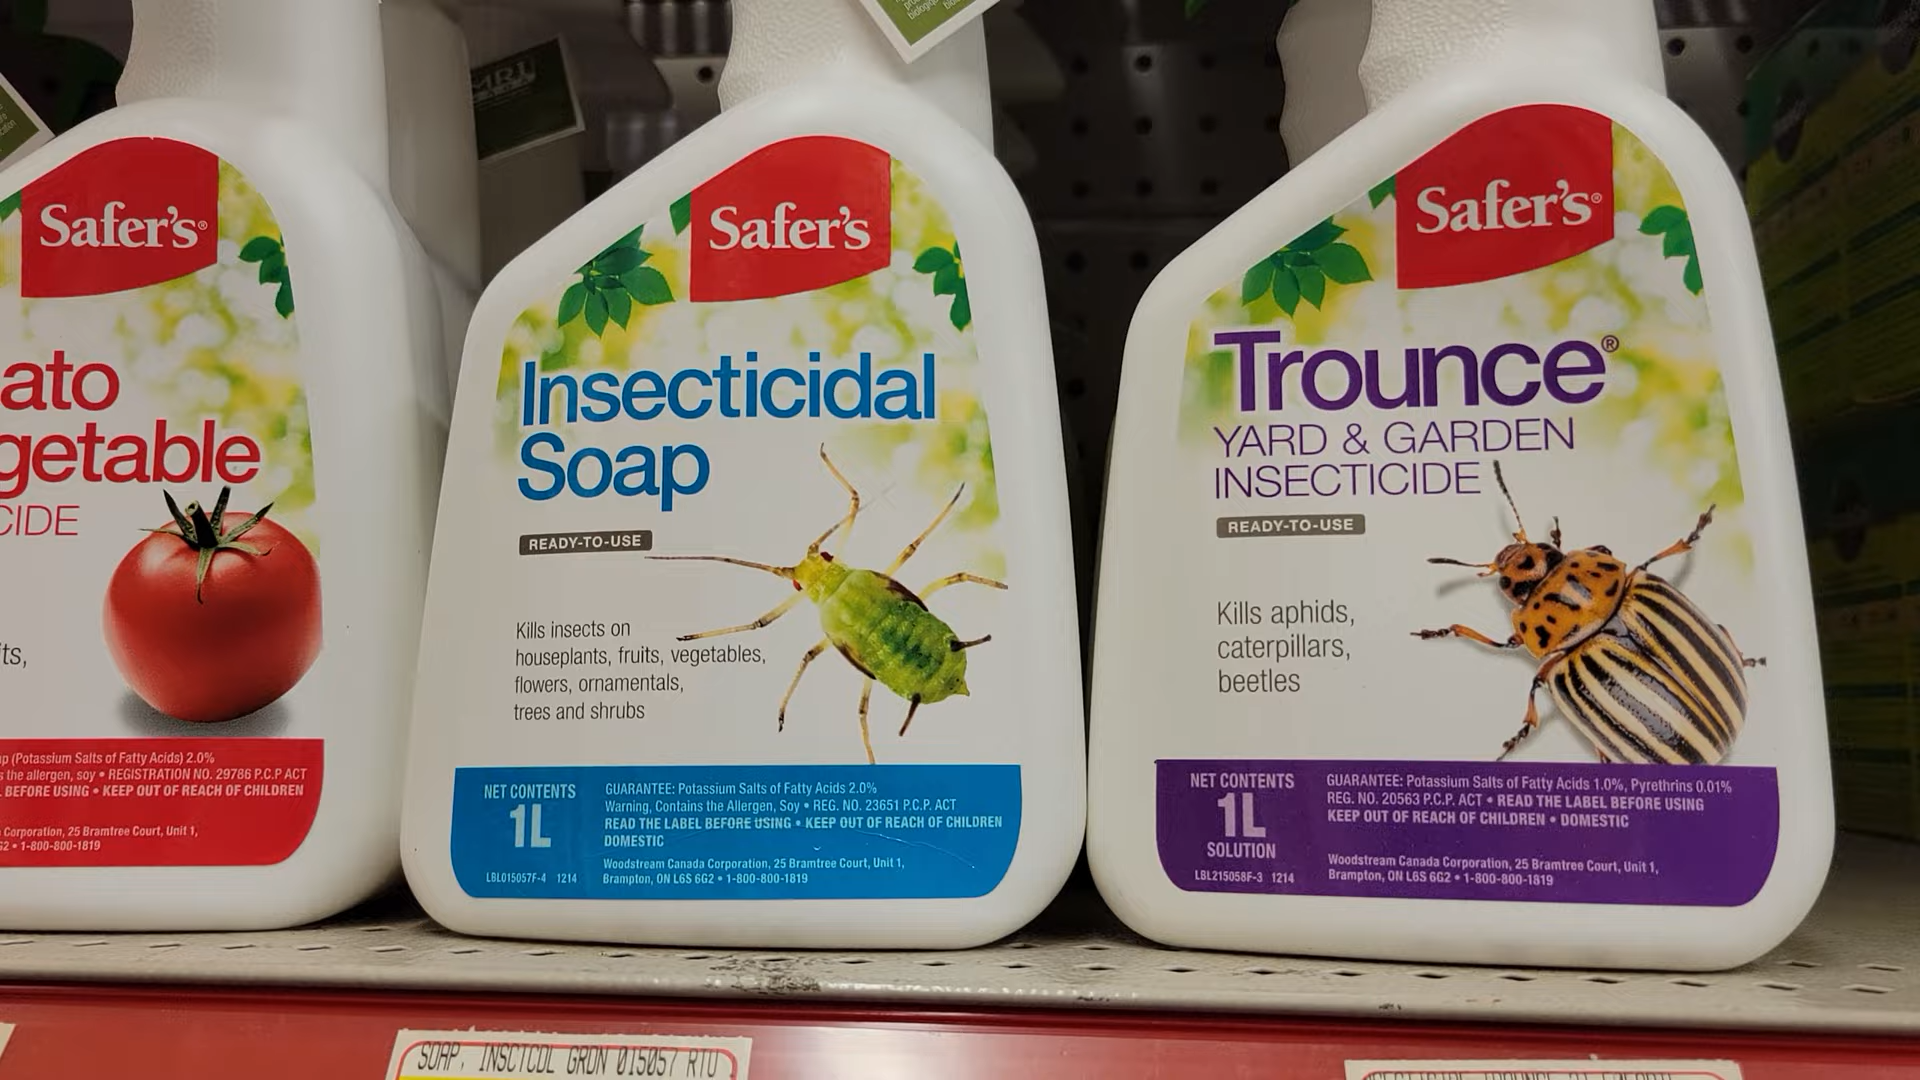 Safer's®
ato
getable
CIDE
its,
p (Potassium Salts of Fatty Acids) 2.0%
s the allergen, soy • REGISTRATION NO. 29786 P.C.P ACT
BEFORE USING • KEEP OUT OF REACH OF CHILDREN
Corporation, 25 Bramtree Court, Unit 1,
G2 • 1-800-800-1819
Safer's
Insecticidal
Soap
READY-TO-USE
Kills insects on
houseplants, fruits, vegetables,
flowers, ornamentals,
trees and shrubs
NET CONTENTS
1L
LBL015057F-4 1214
GUARANTEE: Potassium Salts of Fatty Acids 2.0%
Warning, Contains the Allergen, Soy • REG. NO. 23651 P.C.P. ACT
READ THE LABEL BEFORE USING • KEEP OUT OF REACH OF CHILDREN
DOMESTIC
Woodstream Canada Corporation, 25 Bramtree Court, Unit 1,
Brampton, ON L6S 6G2 • 1-800-800-1819
Safer's®
Trounce®
YARD & GARDEN
INSECTICIDE
READY-TO-USE
Kills aphids,
caterpillars,
beetles
NET CONTENTS
1L
SOLUTION
LBL215058F-3 1214
GUARANTEE: Potassium Salts of Fatty Acids 1.0%, Pyrethrins 0.01%
REG. NO. 20563 P.C.P. ACT • READ THE LABEL BEFORE USING
KEEP OUT OF REACH OF CHILDREN • DOMESTIC
Woodstream Canada Corporation, 25 Bramtree Court, Unit 1,
Brampton, ON L6S 6G2 • 1-800-800-1819
SOAP, INSCTCDL GRDN 015057 RTU